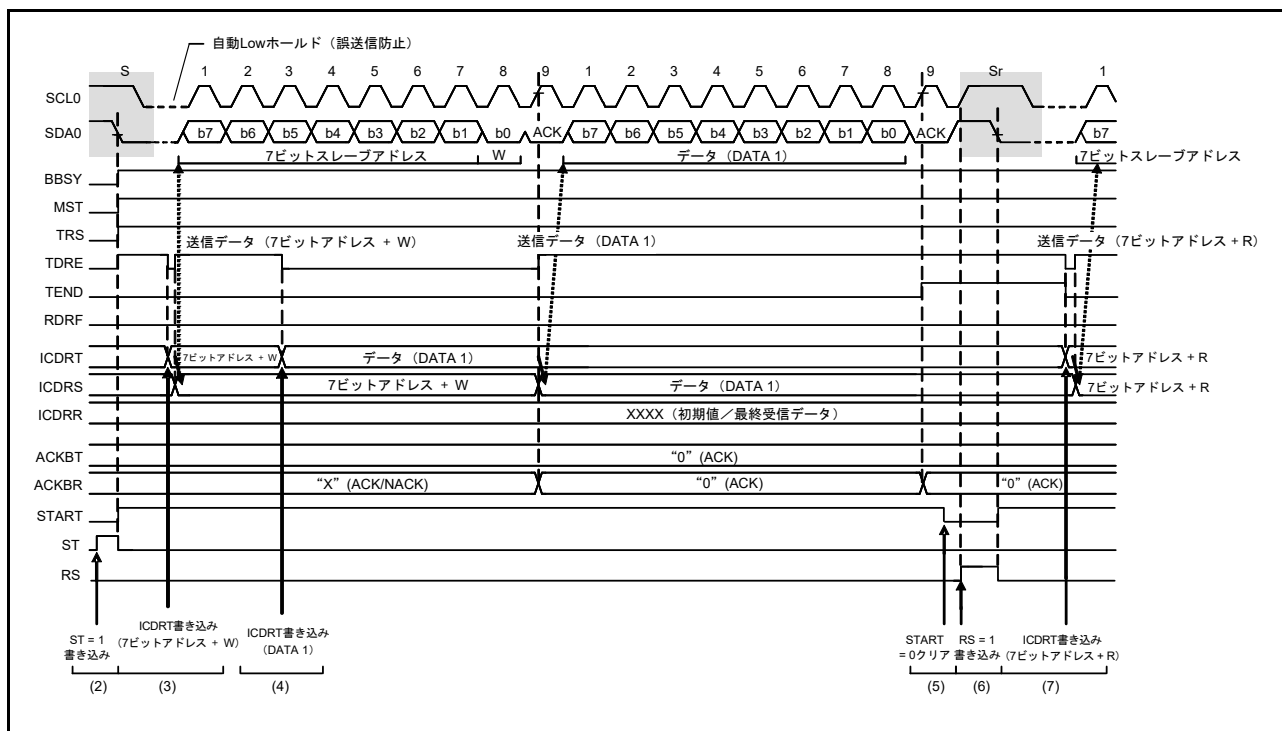 自動Lowホールド（誤送信防止）
S 1 2 3 4 5 6 7 8 9 1 2 3 4 5 6 7 8 9 Sr 1
SCL0
SDA0 b7 b6 b5 b4 b3 b2 b1 b0 ACK b7 b6 b5 b4 b3 b2 b1 b0 ACK b7
7ビットスレーブアドレス W データ（DATA 1） 7ビットスレーブアドレス
BBSY
MST
TRS
送信データ（7ビットアドレス + W） 送信データ（DATA 1） 送信データ（7ビットアドレス + R）
TDRE
TEND
RDRF
ICDRT 7ビットアドレス + W データ（DATA 1） 7ビットアドレス + R
ICDRS 7ビットアドレス + W データ（DATA 1） 7ビットアドレス + R
ICDRR XXXX（初期値／最終受信データ）
ACKBT “0” (ACK)
ACKBR “X” (ACK/NACK) “0” (ACK) “0” (ACK)
START
ST
RS
ST = 1
書き込み
ICDRT書き込み
（7ビットアドレス + W）
ICDRT書き込み
（DATA 1）
START
= 0クリア
RS = 1
書き込み
ICDRT書き込み
（7ビットアドレス + R）
(2) (3) (4) (5) (6) (7)